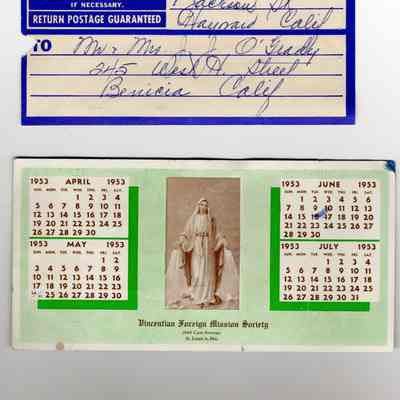 IF NECESSARY.
RETURN POSTAGE GUARANTEED
Jackson St
Hayward Calif
TO Mr & Mrs J. J. O'Grady
245 West H. Street
Benicia Calif
1953 APRIL 1953
SUN. MON. TUE. WED. THU. FRI. SAT.
1 2 3 4
5 6 7 8 9 10 11
12 13 14 15 16 17 18
19 20 21 22 23 24 25
26 27 28 29 30
1953 MAY 1953
SUN. MON. TUE. WED. THU. FRI. SAT.
1 2
3 4 5 6 7 8 9
10 11 12 13 14 15 16
17 18 19 20 21 22 23
25 26 27 28 29 30
1953 JUNE 1953
SUN. MON. TUE. WED. THU. FRI. SAT.
1 2 3 4 5 6
7 8 9 10 11 12 13
14 15 16 17 18 19 20
21 22 23 24 25 26 27
28 29 30
1953 JULY 1953
SUN. MON. TUE. WED. THU. FRI. SAT.
1 2 3 4
5 6 7 8 9 10 11
12 13 14 15 16 17 18
19 20 21 22 23 24 25
26 27 28 29 30 31
Vincentian Foreign Mission Society
Avenue
St. Louis 6, Mo.